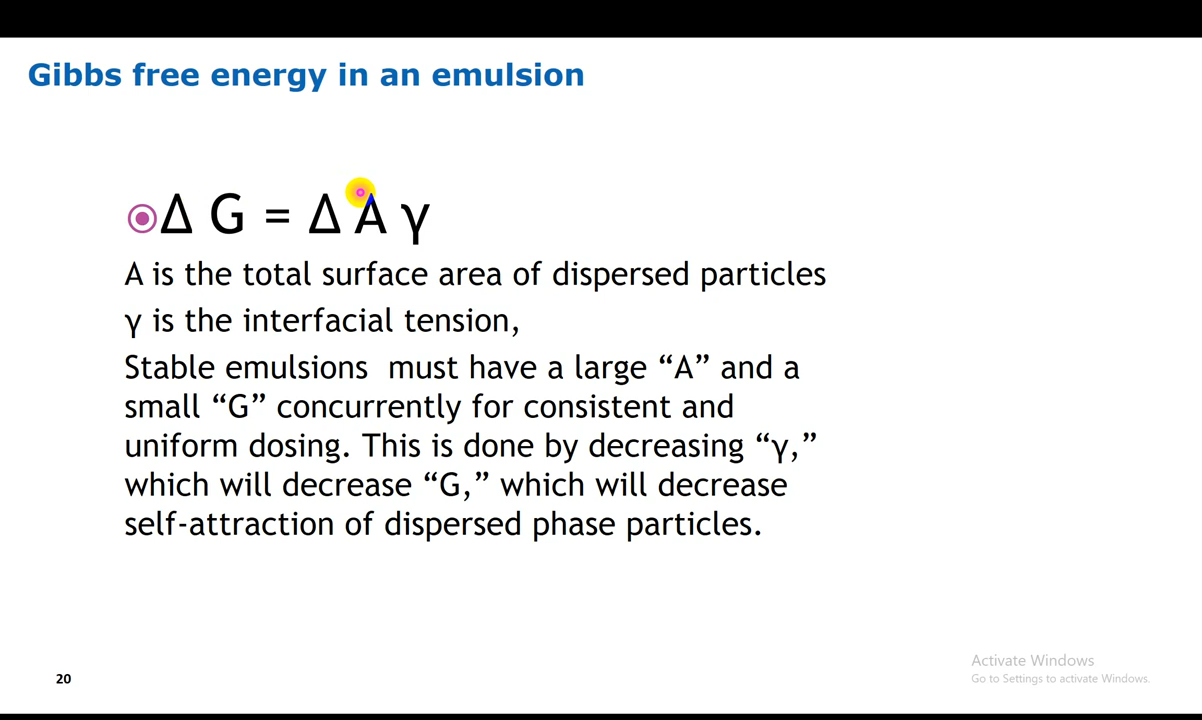 Gibbs free energy in an emulsion
Δ G = Δ A γ
A is the total surface area of dispersed particles
γ is the interfacial tension,
Stable emulsions  must have a large “A” and a
small “G” concurrently for consistent and
uniform dosing. This is done by decreasing “γ,”
which will decrease “G,” which will decrease
self-attraction of dispersed phase particles.
Activate Windows
Go to Settings to activate Windows.
20